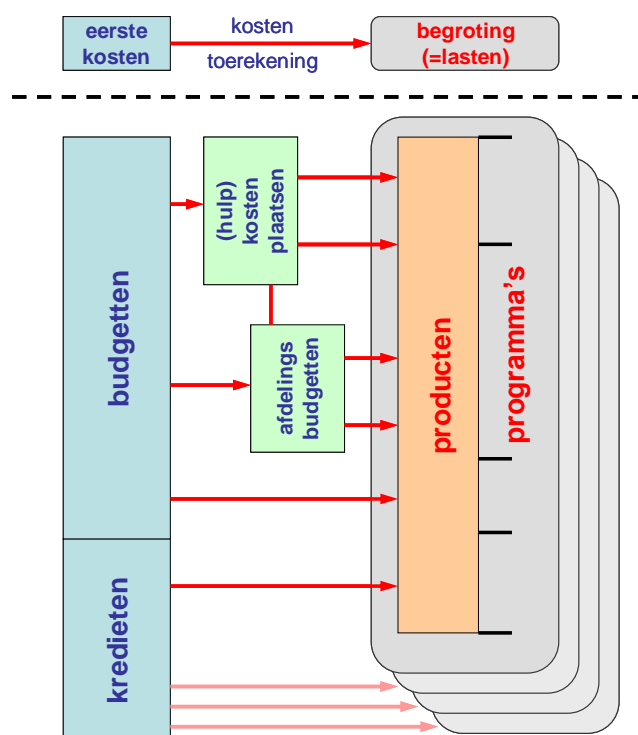 eerste
kosten
kosten
toerekening
begroting
(=lasten)
budgetten
kredieten
(hulp)
kosten
plaatsen
afdelings
budgetten
producten
programma's